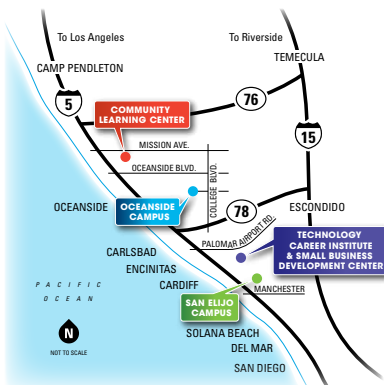 To Los Angeles
To Riverside
TEMECULA
CAMP PENDLETON
5
76
COMMUNITY
LEARNING CENTER
15
MISSION AVE.
OCEANSIDE BLVD.
COLLEGE BLVD.
OCEANSIDE
OCEANSIDE
CAMPUS
78
ESCONDIDO
PALOMAR AIRPORT RD.
TECHNOLOGY
CAREER INSTITUTE
& SMALL BUSINESS
DEVELOPMENT CENTER
CARLSBAD
ENCINITAS
CARDIFF
MANCHESTER
PACIFIC
OCEAN
SAN ELIJO
CAMPUS
N
NOT TO SCALE
SOLANA BEACH
DEL MAR
SAN DIEGO